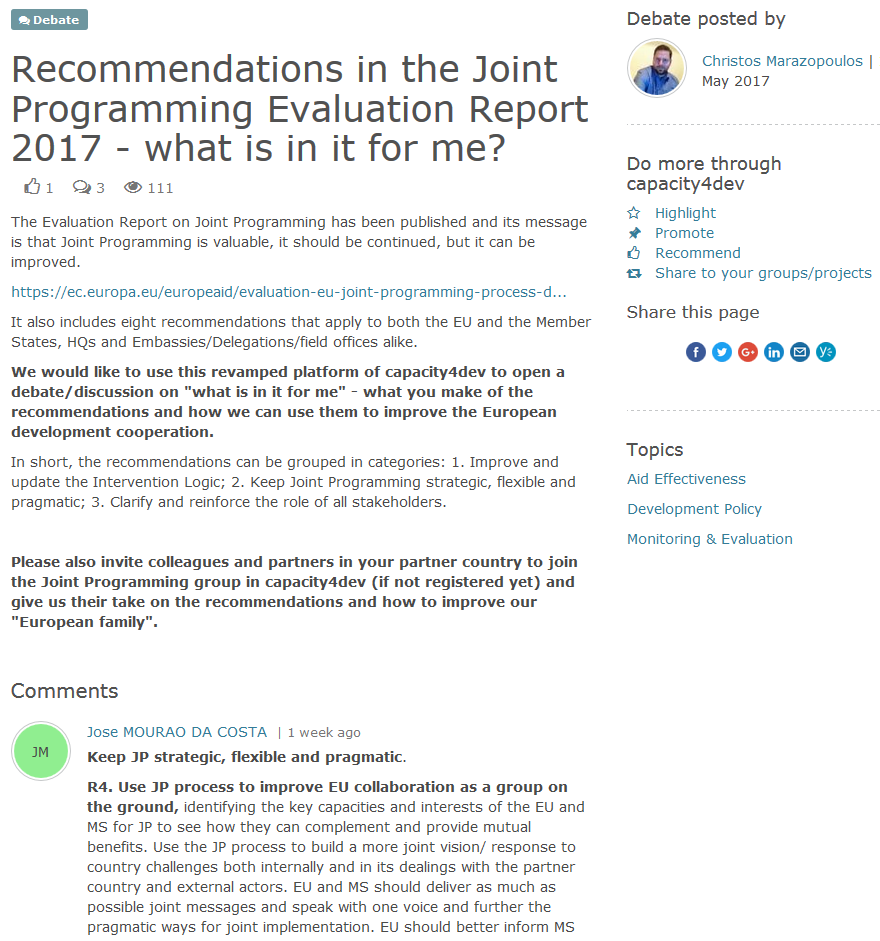 Debate
Recommendations in the Joint
Programming Evaluation Report
2017 - what is in it for me?
1 3 111
The Evaluation Report on Joint Programming has been published and its message
is that Joint Programming is valuable, it should be continued, but it can be
improved.
https://ec.europa.eu/europeaid/evaluation-eu-joint-programming-process-d...
It also includes eight recommendations that apply to both the EU and the Member
States, HQs and Embassies/Delegations/field offices alike.
We would like to use this revamped platform of capacity4dev to open a
debate/discussion on "what is in it for me" - what you make of the
recommendations and how we can use them to improve the European
development cooperation.
In short, the recommendations can be grouped in categories: 1. Improve and
update the Intervention Logic; 2. Keep Joint Programming strategic, flexible and
pragmatic; 3. Clarify and reinforce the role of all stakeholders.
Please also invite colleagues and partners in your partner country to join
the Joint Programming group in capacity4dev (if not registered yet) and
give us their take on the recommendations and how to improve our
"European family".
Comments
JM
Jose MOURAO DA COSTA | 1 week ago
Keep JP strategic, flexible and pragmatic.
R4. Use JP process to improve EU collaboration as a group on
the ground, identifying the key capacities and interests of the EU and
MS for JP to see how they can complement and provide mutual
benefits. Use the JP process to build a more joint vision/ response to
country challenges both internally and in its dealings with the partner
country and external actors. EU and MS should deliver as much as
possible joint messages and speak with one voice and further the
pragmatic ways for joint implementation. EU should better inform MS
Debate posted by
Christos Marazopoulos |
May 2017
Do more through
capacity4dev
Highlight
Promote
Recommend
Share to your groups/projects
Share this page
Topics
Aid Effectiveness
Development Policy
Monitoring & Evaluation